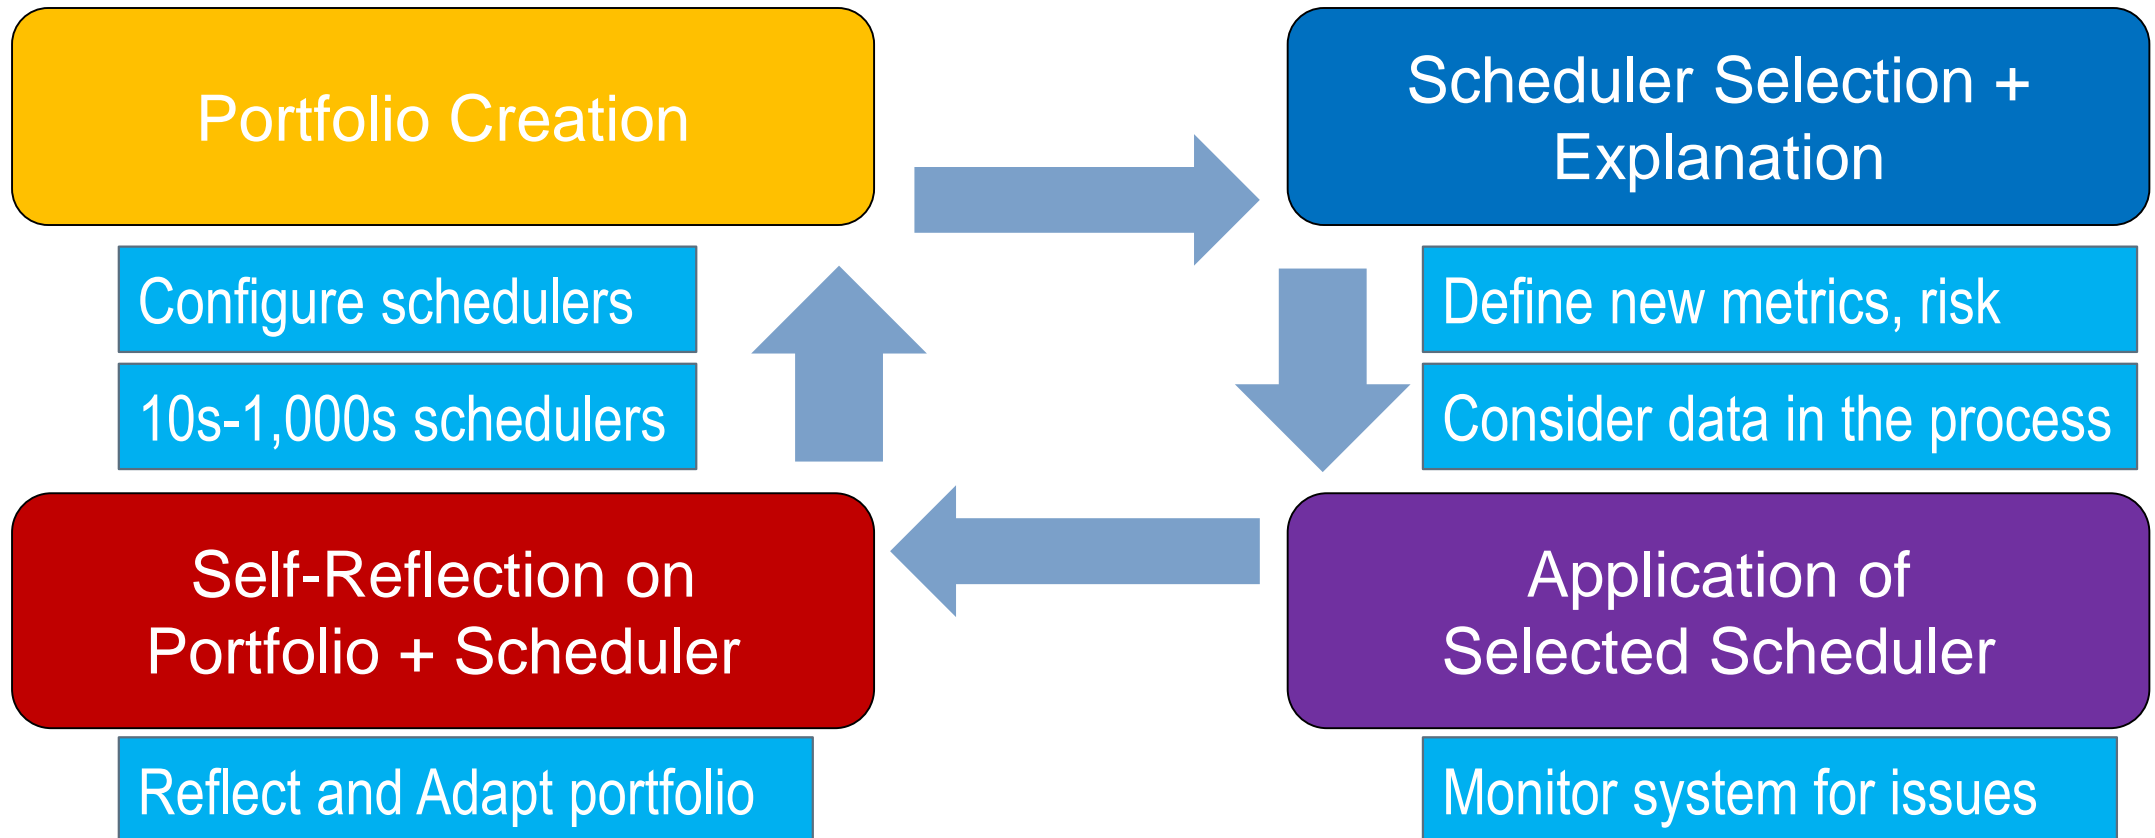 Portfolio Creation
Configure schedulers
10s-1,000s schedulers
Scheduler Selection +
Explanation
Define new metrics, risk
Consider data in the process
Self-Reflection on
Portfolio + Scheduler
Reflect and Adapt portfolio
Application of
Selected Scheduler
Monitor system for issues